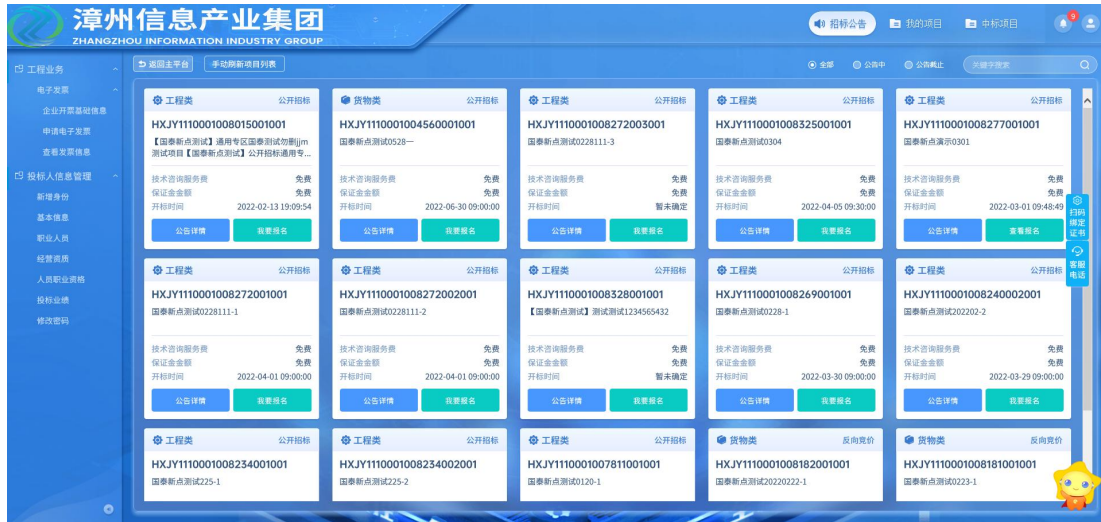 漳州信息产业集团
ZHANGZHOU INFORMATION INDUSTRY GROUP
招标公告
我的项目
中标项目
9
工程业务
电子发票
企业开票基础信息
申请电子发票
查看发票信息
投标人信息管理
新增身份
基本信息
职业人员
经营资质
人员职业资格
投标业绩
修改密码
返回主平台
手动刷新项目列表
全部
公告中
公告截止
关键字搜索
工程类 公开招标
HXJY1110001008015001001
【国泰新点测试】通用专区国泰测试勿删jjm
测试项目【国泰新点测试】公开招标通用专...
技术咨询服务费 免费
保证金金额 免费
开标时间 2022-02-13 19:09:54
公告详情 我要报名
货物类 公开招标
HXJY1110001004560001001
国泰新点测试0528一
技术咨询服务费 免费
保证金金额 免费
开标时间 2022-06-30 09:00:00
公告详情 我要报名
工程类 公开招标
HXJY1110001008272003001
国泰新点测试0228111-3
技术咨询服务费 免费
保证金金额 免费
开标时间 暂未确定
公告详情 我要报名
工程类 公开招标
HXJY1110001008325001001
国泰新点测试0304
技术咨询服务费 免费
保证金金额 免费
开标时间 2022-04-05 09:30:00
公告详情 我要报名
工程类 公开招标
HXJY1110001008277001001
国泰新点演示0301
技术咨询服务费 免费
保证金金额 免费
开标时间 2022-03-01 09:48:49
公告详情 查看报名
工程类 公开招标
HXJY1110001008272001001
国泰新点测试0228111-1
技术咨询服务费 免费
保证金金额 免费
开标时间 2022-04-01 09:00:00
公告详情 我要报名
工程类 公开招标
HXJY1110001008272002001
国泰新点测试0228111-2
技术咨询服务费 免费
保证金金额 免费
开标时间 2022-04-01 09:00:00
公告详情 我要报名
工程类 公开招标
HXJY1110001008328001001
【国泰新点测试】测试测试1234565432
技术咨询服务费 免费
保证金金额 免费
开标时间 暂未确定
公告详情 我要报名
工程类 公开招标
HXJY1110001008269001001
国泰新点测试0228-1
技术咨询服务费 免费
保证金金额 免费
开标时间 2022-03-30 09:00:00
公告详情 我要报名
工程类 公开招标
HXJY1110001008240002001
国泰新点测试202202-2
技术咨询服务费 免费
保证金金额 免费
开标时间 2022-03-29 09:00:00
公告详情 我要报名
工程类 公开招标
HXJY1110001008234001001
国泰新点测试225-1
工程类 公开招标
HXJY1110001008234002001
国泰新点测试225-2
工程类 公开招标
HXJY1110001007811001001
国泰新点测试0120-1
货物类 反向竞价
HXJY1110001008182001001
国泰新点测试20220222-1
货物类 反向竞价
HXJY1110001008181001001
国泰新点测试0223-1
扫码
绑定
证书
客服
电话